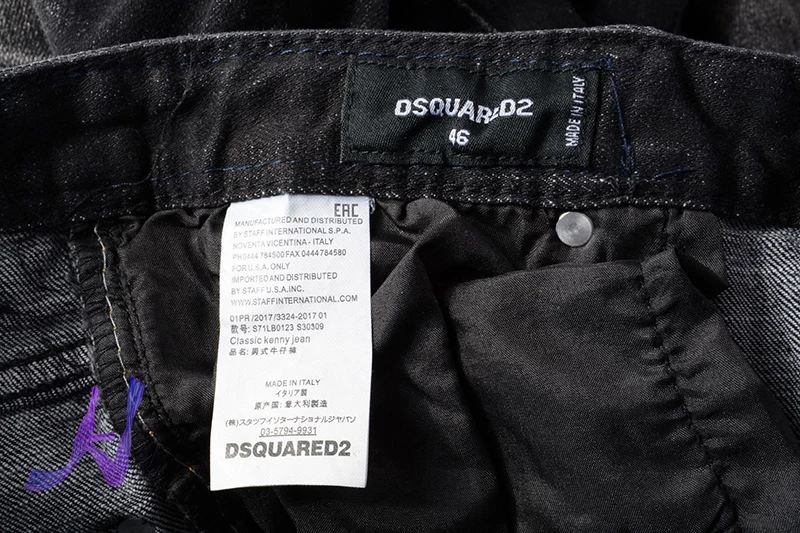 DSQUARED2
46
MADE IN ITALY
EAC
MANUFACTURED AND DISTRIBUTED
BY STAFF INTERNATIONAL S.P.A.
NOVENTA VICENTINA - ITALY
PH0444 784500 FAX 0444784580
FOR U.S.A. ONLY
IMPORTED AND DISTRIBUTED
BY STAFF U.S.A.INC.
WWW.STAFFINTERNATIONAL.COM
01PR /2017/3324-2017 01
款号: S71LB0123 S30309
Classic kenny jean
品名: 男式牛仔褲
MADE IN ITALY
イタリア製
原产国: 意大利製造
(株)スタッフインターナショナルジャパン
03-5794-9931
DSQUARED2